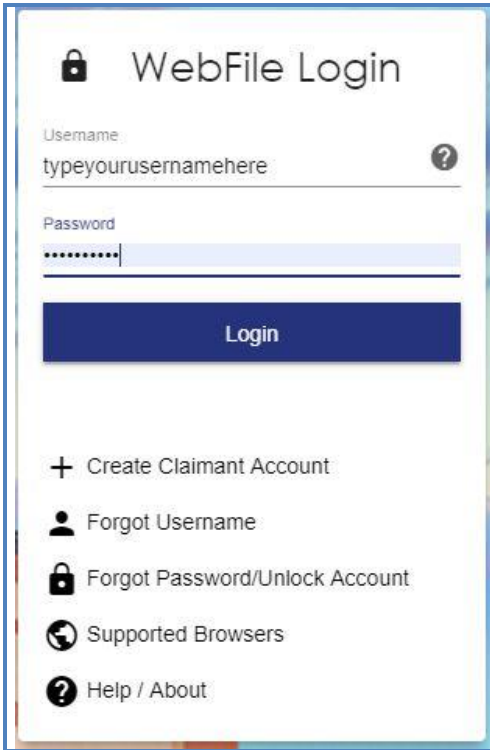 WebFile Login
Username
typeyourusernamehere
Password
••••••••••
Login
Create Claimant Account
Forgot Username
Forgot Password/Unlock Account
Supported Browsers
Help / About